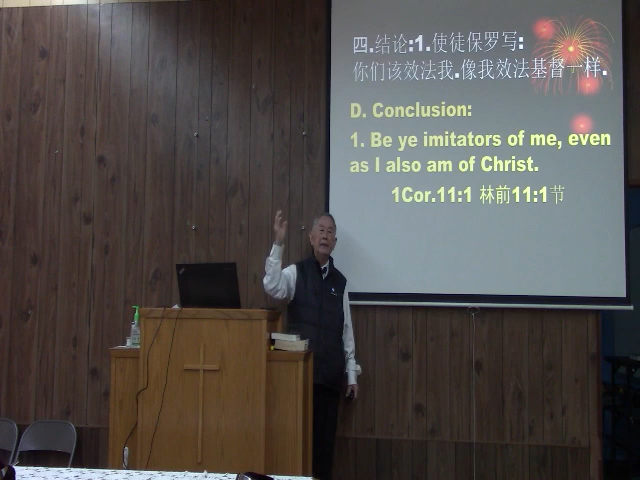 四.结论:1.使徒保罗写:
你们该效法我.像我效法基督一样.
D. Conclusion:
1. Be ye imitators of me, even
as I also am of Christ.
1Cor.11:1 林前11:1节